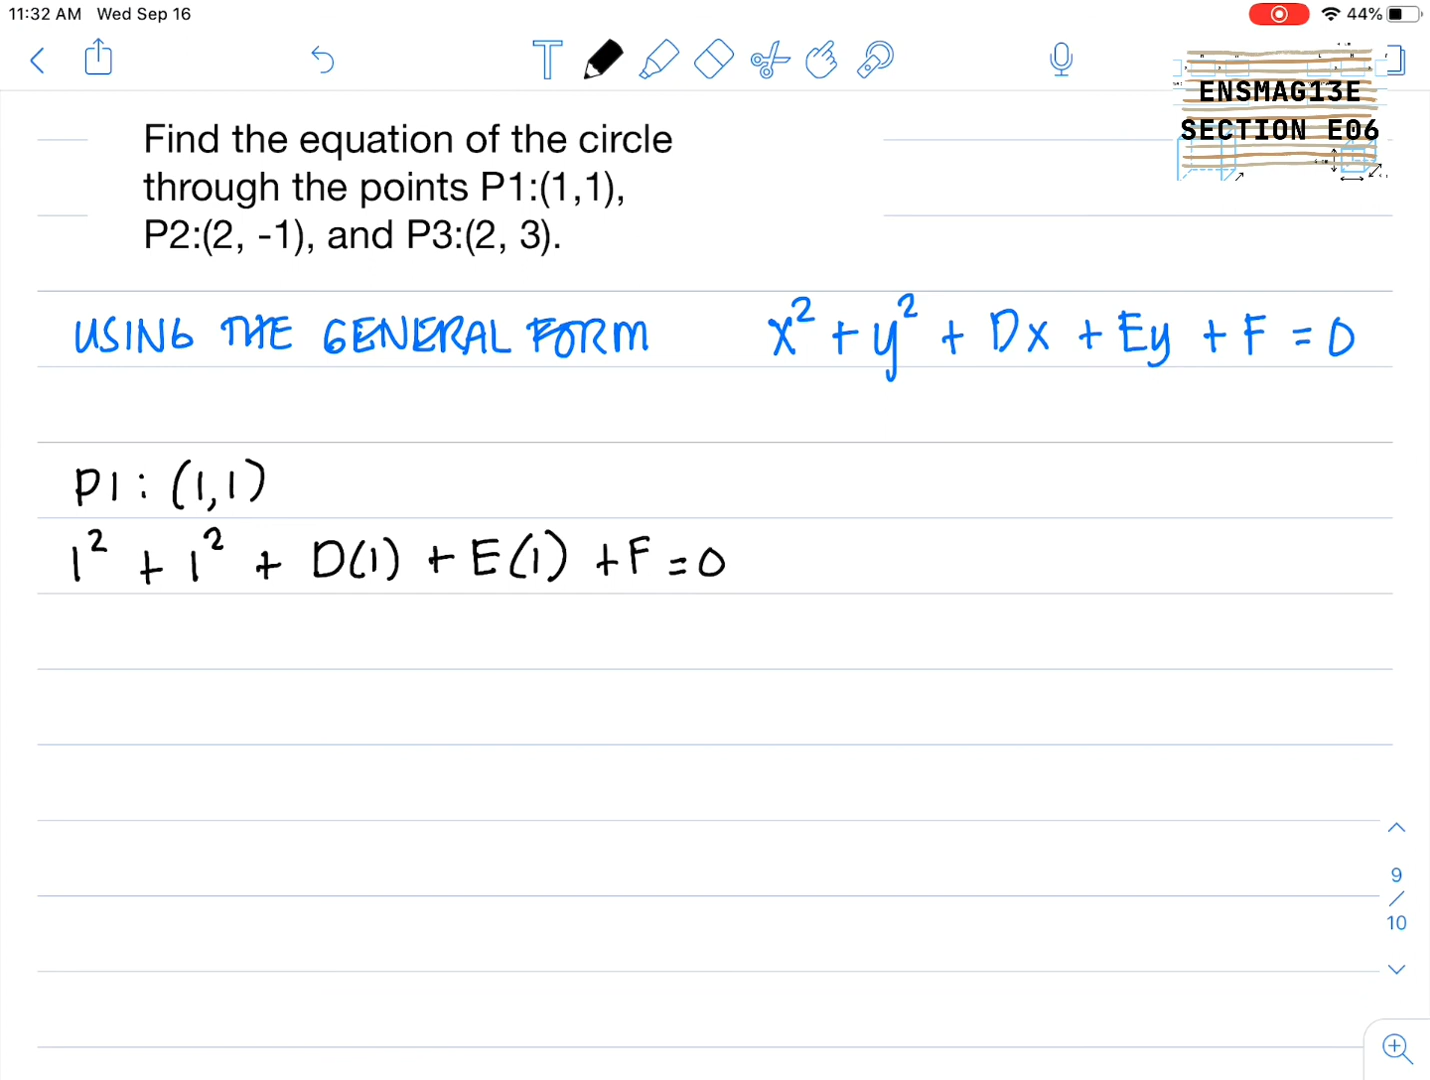 11:32 AM Wed Sep 16
44%
T
ENSMAG13E
SECTION E06
Find the equation of the circle
through the points P1:(1,1),
P2:(2, -1), and P3:(2, 3).
USING THE GENERAL FORM x² + y² + Dx + Ey + F = 0
P1 : (1,1)
1² + 1² + D(1) + E(1) + F = 0
9
/
10